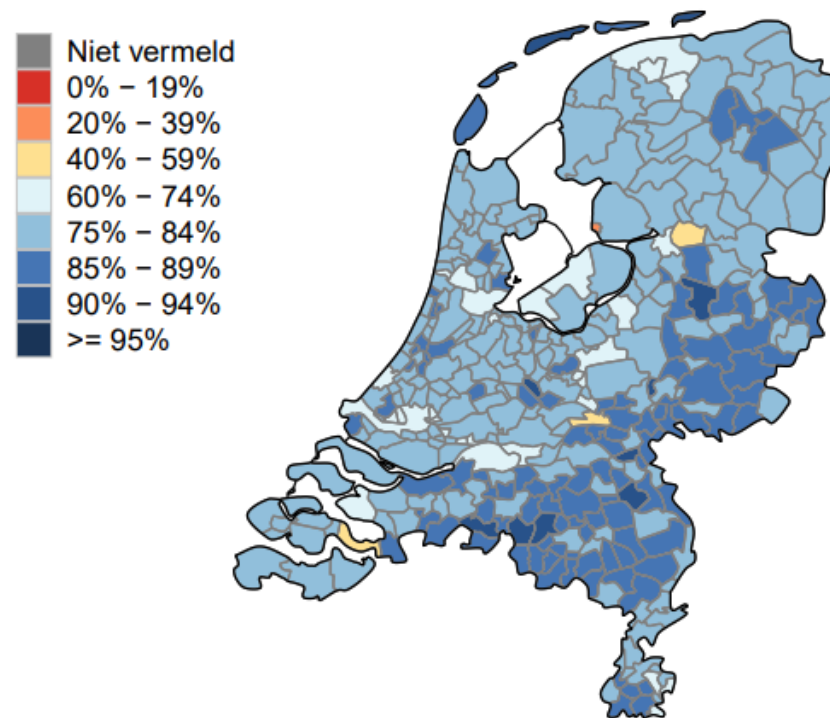 Niet vermeld
0% − 19%
20% − 39%
40% − 59%
60% − 74%
75% − 84%
85% − 89%
90% − 94%
>= 95%